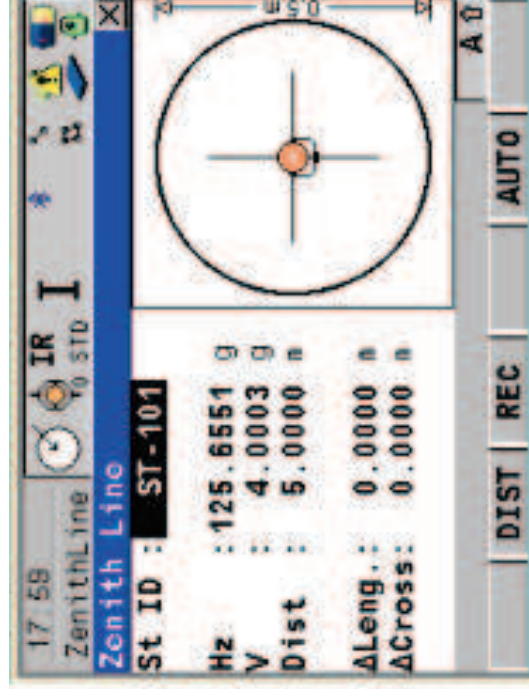 17 59
IR
STD
I
ZenithLine
Zenith Line
St ID : ST-101
Hz : 125.6551 g
V : 4.0003 g
Dist : 5.0000 m
ΔLeng.: 0.0000 m
ΔCross: 0.0000 m
0.5 m
A⇧
DIST
REC
AUTO